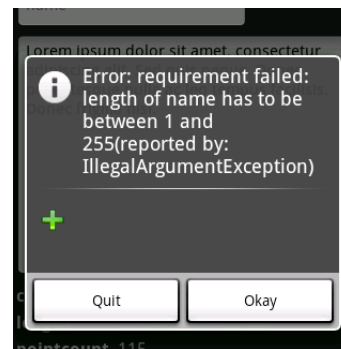 name
Lorem ipsum dolor sit amet, consectetur
Error: requirement failed:
length of name has to be
between 1 and
255(reported by:
IllegalArgumentException)
Quit
Okay
pointcount 115